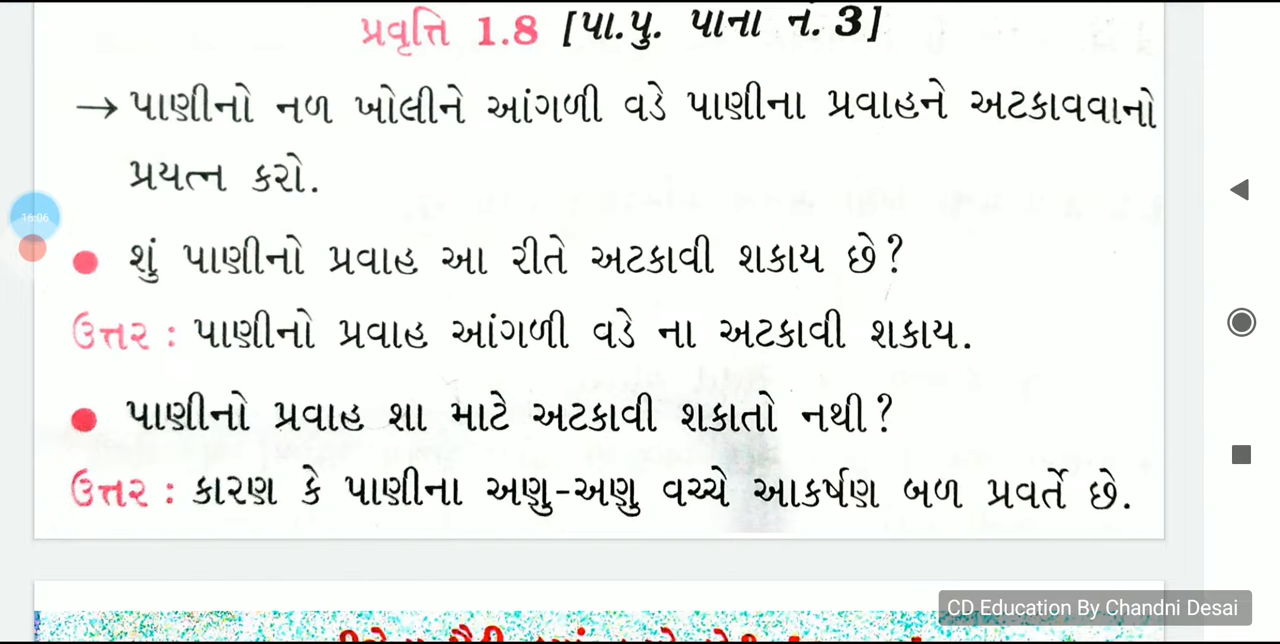 પ્રવૃત્તિ 1.8 [પા.પુ. પાના નં. 3]
→ પાણીનો નળ ખોલીને આંગળી વડે પાણીના પ્રવાહને અટકાવવાનો
પ્રયત્ન કરો.
16:06
● શું પાણીનો પ્રવાહ આ રીતે અટકાવી શકાય છે?
ઉત્તર : પાણીનો પ્રવાહ આંગળી વડે ના અટકાવી શકાય.
● પાણીનો પ્રવાહ શા માટે અટકાવી શકાતો નથી?
ઉત્તર : કારણ કે પાણીના અણુ-અણુ વચ્ચે આકર્ષણ બળ પ્રવર્તે છે.
CD Education By Chandni Desai